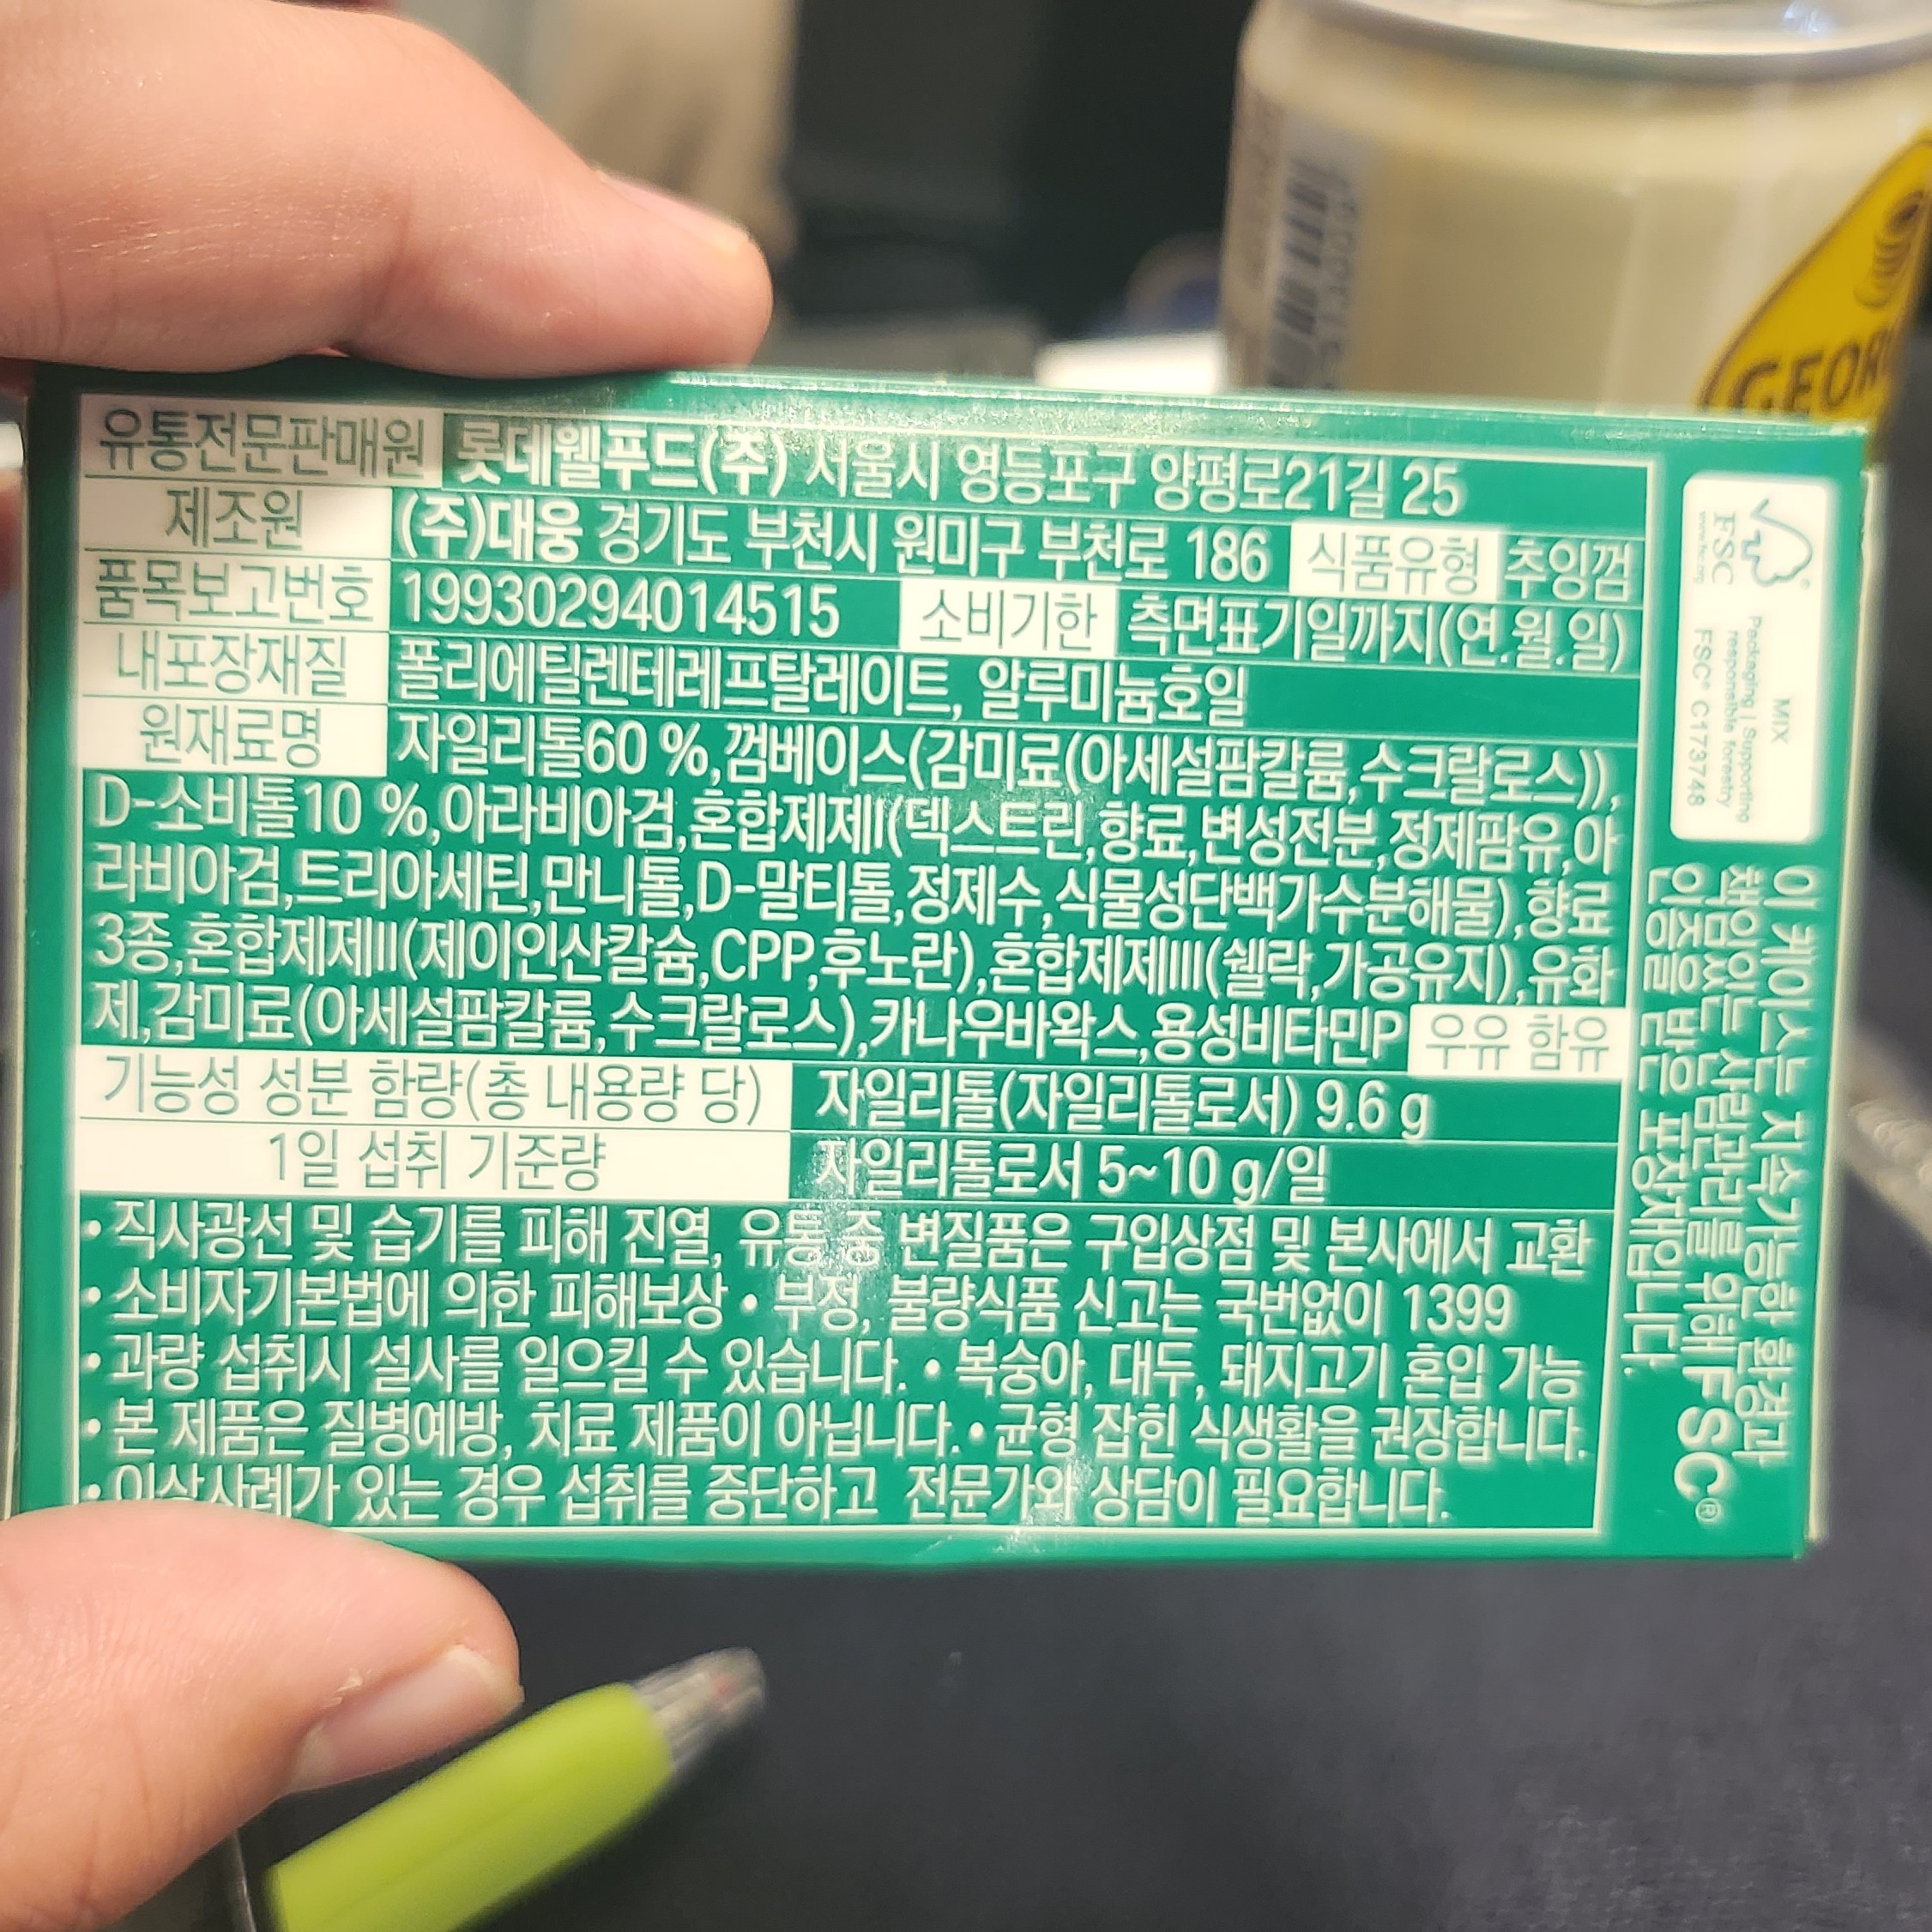 유통전문판매원 롯데웰푸드(주) 서울시 영등포구 양평로21길 25
제조원 (주)대웅 경기도 부천시 원미구 부천로 186 식품유형 추잉껌
품목보고번호 19930294014515 소비기한 측면표기일까지(연.월.일)
내포장재질 폴리에틸렌테레프탈레이트, 알루미늄호일
원재료명 자일리톨60 %,껌베이스(감미료(아세설팜칼륨,수크랄로스)),
D-소비톨10 %,아라비아검,혼합제제I(덱스트린,향료,변성전분,정제팜유,아
라비아검,트리아세틴,만니톨,D-말티톨,정제수,식물성단백가수분해물),향료
3종,혼합제제II(제이인산칼슘,CPP,후노란),혼합제제III(쉘락,가공유지),유화
제,감미료(아세설팜칼륨,수크랄로스),카나우바왁스,용성비타민P 우유 함유
기능성 성분 함량(총 내용량 당) 자일리톨(자일리톨로서) 9.6 g
1일 섭취 기준량 자일리톨로서 5~10 g/일
• 직사광선 및 습기를 피해 진열, 유통 중 변질품은 구입상점 및 본사에서 교환
• 소비자기본법에 의한 피해보상 • 부정, 불량식품 신고는 국번없이 1399
• 과량 섭취시 설사를 일으킬 수 있습니다. • 복숭아, 대두, 돼지고기 혼입 가능
• 본 제품은 질병예방, 치료 제품이 아닙니다. • 균형 잡힌 식생활을 권장합니다.
• 이상사례가 있는 경우 섭취를 중단하고 전문가와 상담이 필요합니다.
FSC
www.fsc.org
MIX
Packaging | Supporting
responsible forestry
FSC® C173748
이 케이스는 지속가능한 환경과
책임있는 산림관리를 위해 FSC®
인증을 받은 포장재입니다.